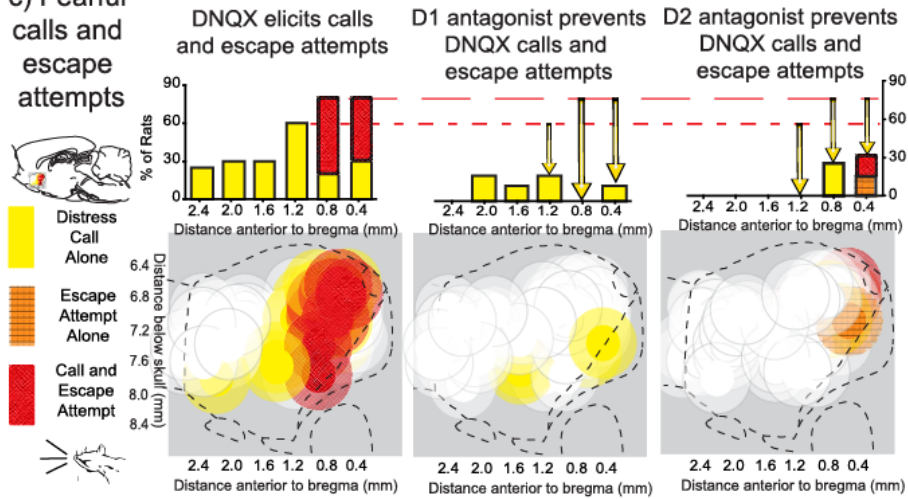 c) Fearful
calls and
escape
attempts
DNQX elicits calls
and escape attempts
D1 antagonist prevents
DNQX calls and
escape attempts
D2 antagonist prevents
DNQX calls and
escape attempts
% of Rats
90
60
30
0
2.4 2.0 1.6 1.2 0.8 0.4
Distance anterior to bregma (mm)
2.4 2.0 1.6 1.2 0.8 0.4
Distance anterior to bregma (mm)
90
60
30
0
2.4 2.0 1.6 1.2 0.8 0.4
Distance anterior to bregma (mm)
Distress
Call
Alone
Escape
Attempt
Alone
Call and
Escape
Attempt
Distance below skull (mm)
6.4
6.8
7.2
7.6
8.0
8.4
2.4 2.0 1.6 1.2 0.8 0.4
Distance anterior to bregma (mm)
2.4 2.0 1.6 1.2 0.8 0.4
Distance anterior to bregma (mm)
2.4 2.0 1.6 1.2 0.8 0.4
Distance anterior to bregma (mm)